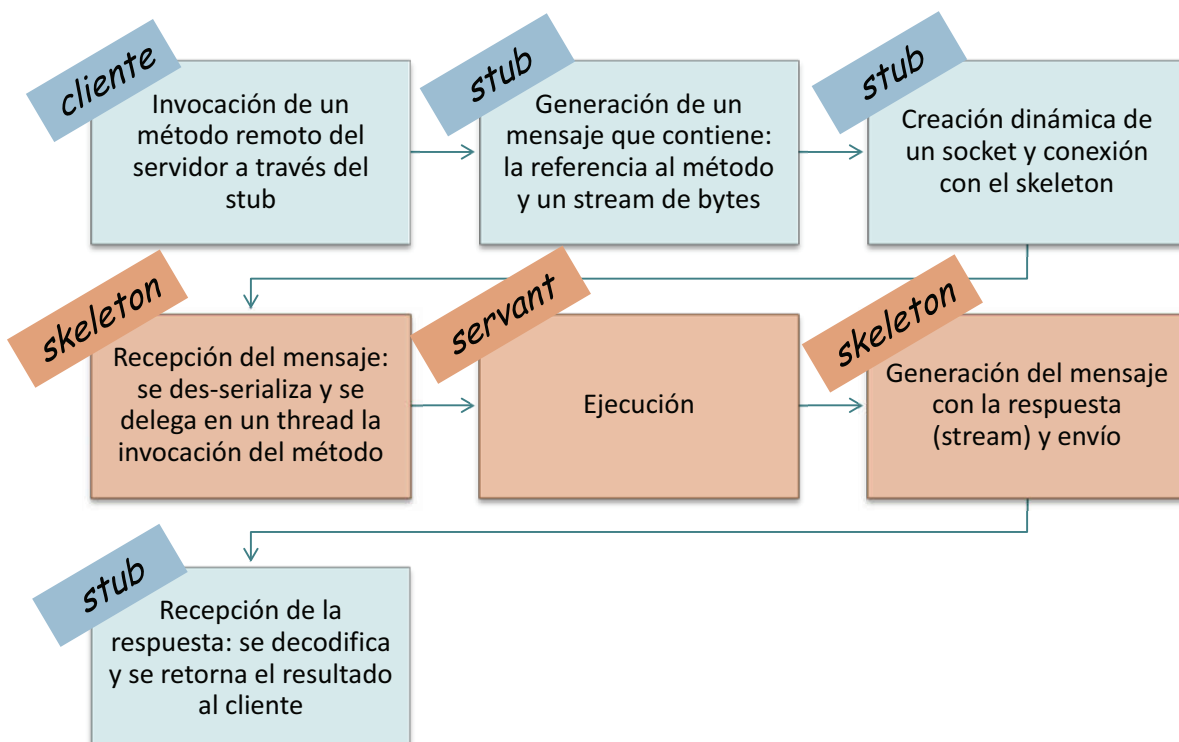 cliente
Invocación de un
método remoto del
servidor a través del
stub
stub
Generación de un
mensaje que contiene:
la referencia al método
y un stream de bytes
stub
Creación dinámica de
un socket y conexión
con el skeleton
skeleton
Recepción del mensaje:
se des-serializa y se
delega en un thread la
invocación del método
servant
Ejecución
skeleton
Generación del mensaje
con la respuesta
(stream) y envío
stub
Recepción de la
respuesta: se decodifica
y se retorna el resultado
al cliente